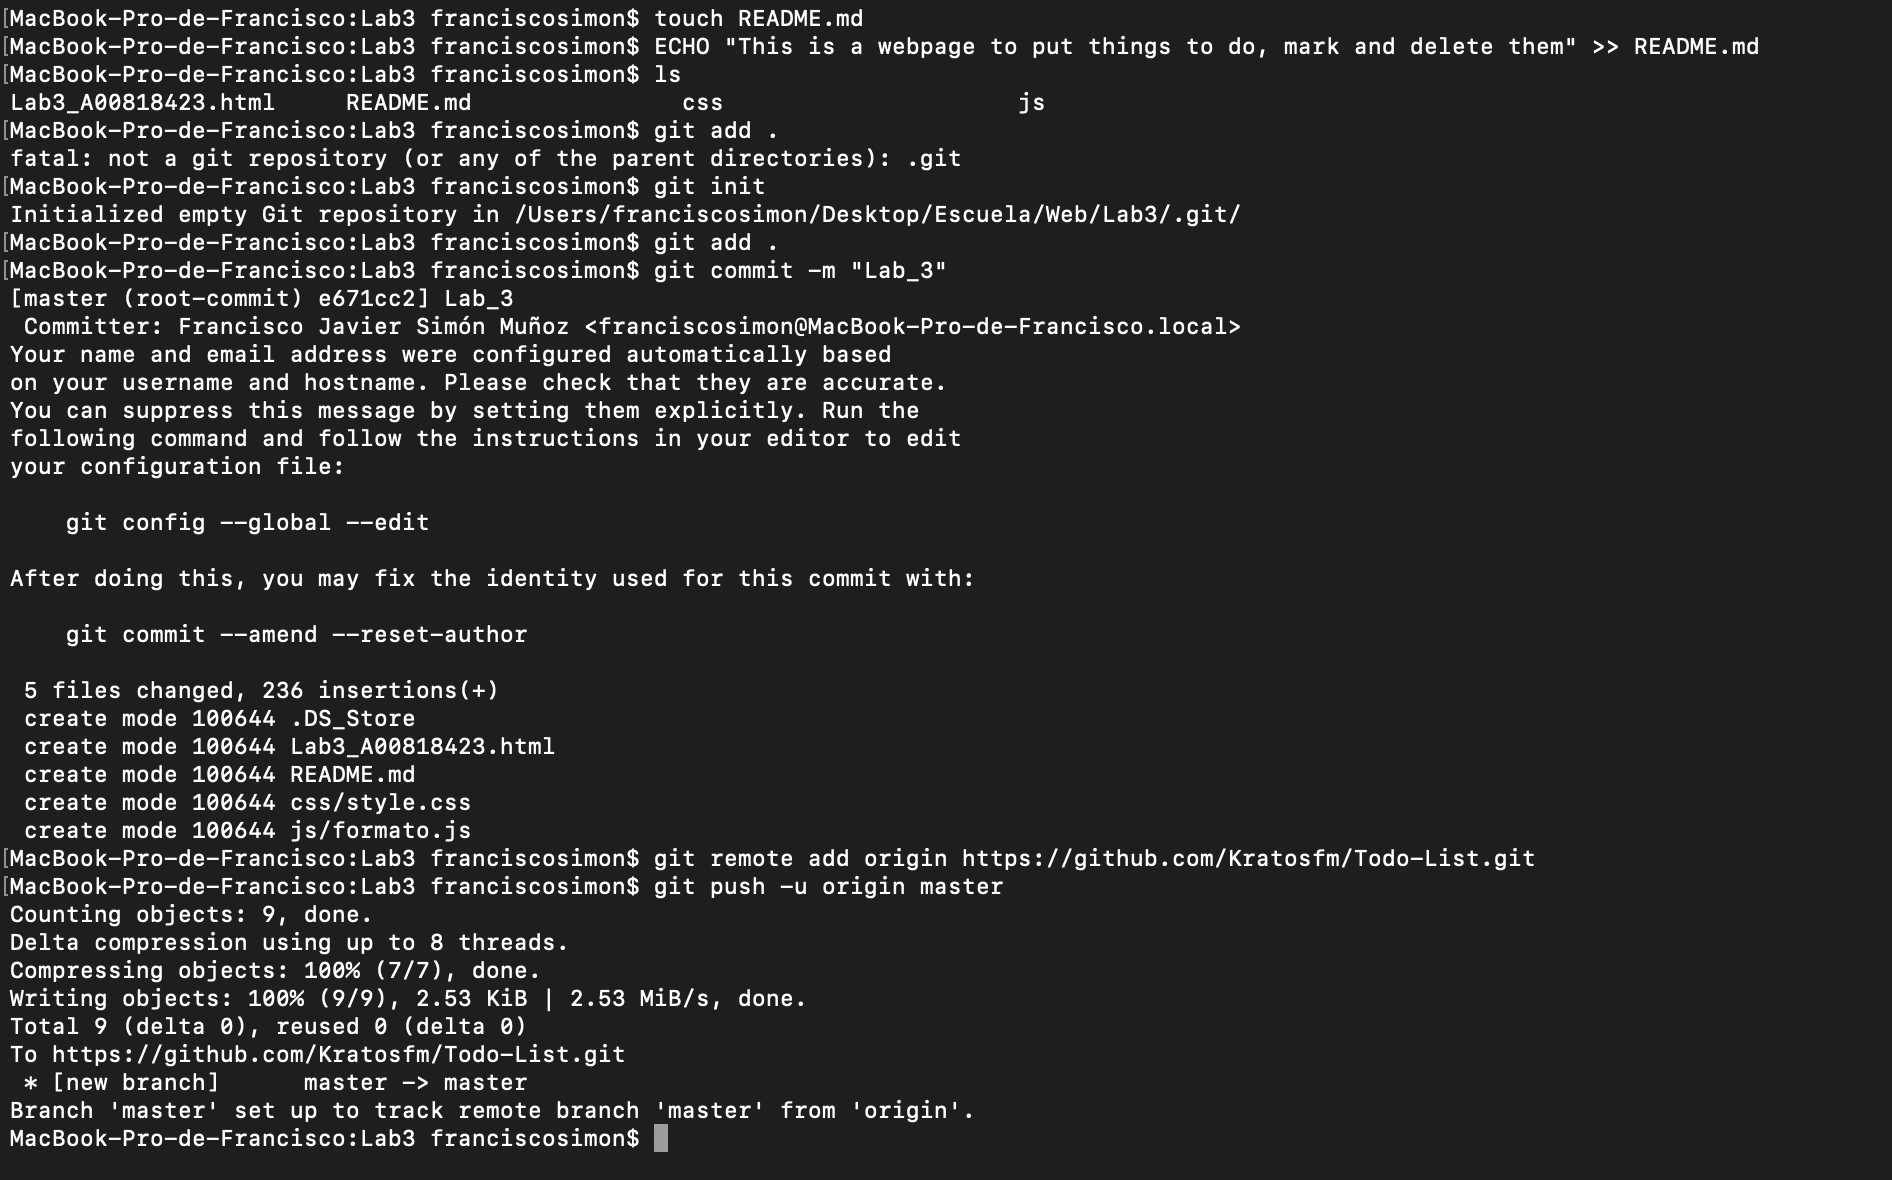 [MacBook-Pro-de-Francisco:Lab3 franciscosimon$ touch README.md
[MacBook-Pro-de-Francisco:Lab3 franciscosimon$ ECHO "This is a webpage to put things to do, mark and delete them" >> README.md
[MacBook-Pro-de-Francisco:Lab3 franciscosimon$ ls
Lab3_A00818423.html     README.md               css                     js
[MacBook-Pro-de-Francisco:Lab3 franciscosimon$ git add .
fatal: not a git repository (or any of the parent directories): .git
[MacBook-Pro-de-Francisco:Lab3 franciscosimon$ git init
Initialized empty Git repository in /Users/franciscosimon/Desktop/Escuela/Web/Lab3/.git/
[MacBook-Pro-de-Francisco:Lab3 franciscosimon$ git add .
[MacBook-Pro-de-Francisco:Lab3 franciscosimon$ git commit -m "Lab_3"
[master (root-commit) e671cc2] Lab_3
 Committer: Francisco Javier Simón Muñoz <franciscosimon@MacBook-Pro-de-Francisco.local>
Your name and email address were configured automatically based
on your username and hostname. Please check that they are accurate.
You can suppress this message by setting them explicitly. Run the
following command and follow the instructions in your editor to edit
your configuration file:

    git config --global --edit

After doing this, you may fix the identity used for this commit with:

    git commit --amend --reset-author

 5 files changed, 236 insertions(+)
 create mode 100644 .DS_Store
 create mode 100644 Lab3_A00818423.html
 create mode 100644 README.md
 create mode 100644 css/style.css
 create mode 100644 js/formato.js
[MacBook-Pro-de-Francisco:Lab3 franciscosimon$ git remote add origin https://github.com/Kratosfm/Todo-List.git
[MacBook-Pro-de-Francisco:Lab3 franciscosimon$ git push -u origin master
Counting objects: 9, done.
Delta compression using up to 8 threads.
Compressing objects: 100% (7/7), done.
Writing objects: 100% (9/9), 2.53 KiB | 2.53 MiB/s, done.
Total 9 (delta 0), reused 0 (delta 0)
To https://github.com/Kratosfm/Todo-List.git
 * [new branch]      master -> master
Branch 'master' set up to track remote branch 'master' from 'origin'.
MacBook-Pro-de-Francisco:Lab3 franciscosimon$